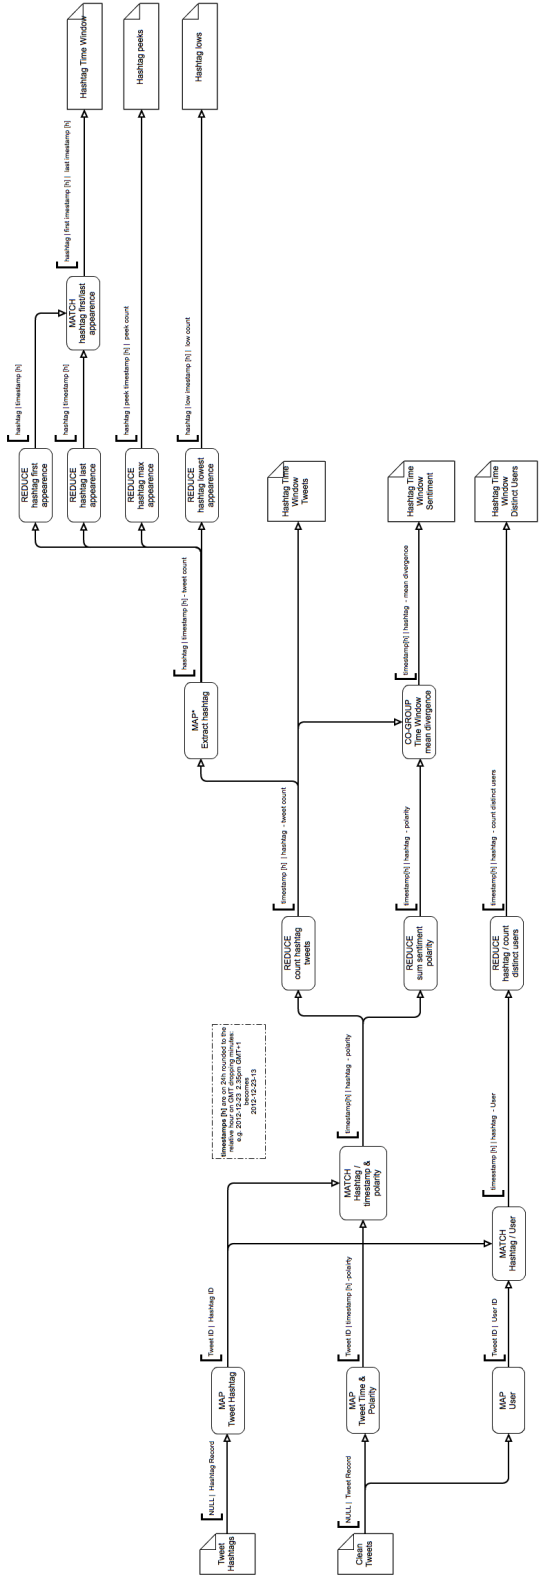 Tweet
Hashtags
NULL | Hashtag Record
MAP
Tweet Hashtag
Tweet ID | Hashtag ID
Clean
Tweets
NULL | Tweet Record
MAP
Tweet Time &
Polarity
Tweet ID | timestamp [h] -polairty
MAP
User
Tweet ID | User ID
MATCH
Hashtag /
timestamp &
polarity
timestamp[h] | hashtag - polarity
MATCH
Hashtag / User
timesstamp [h] | hashtag - User
timestamps [h] are on 24h rounded to the
relative hour on GMT dropping minutes:
e.g. 2012-12-23 2.35pm GMT+1
becomes
2012-12-23-13
REDUCE
count hashtag
tweets
timestamp [h] | hashtag - tweet count
REDUCE
sum sentiment
polarity
timestamp[h] | hashtag - polarity
REDUCE
hashtag / count
distinct users
timestamp[h] | hashtag - count distinct users
MAP*
Extract hashtag
hashtag | timestamp [h] - tweet count
CO-GROUP
Time Window
mean divergence
timestamp[h] | hashtag - mean divergence
REDUCE
hashtag first
appearence
hashtag | timestamp [h]
REDUCE
hashtag last
appearence
hashtag | timestamp [h]
REDUCE
hashtag max
appearence
hashtag | peek timestamp [h] | peek count
REDUCE
hashtag lowest
appearence
hashtag | low imestamp [h] | low count
Hashtag Time
Window
Tweets
Hashtag Time
Window
Sentiment
Hashtag Time
Window
Distinct Users
MATCH
hashtag first/last
appearence
hashtag | first imestamp [h] | last imestamp [h]
Hashtag Time Window
Hashtag peeks
Hashtag lows